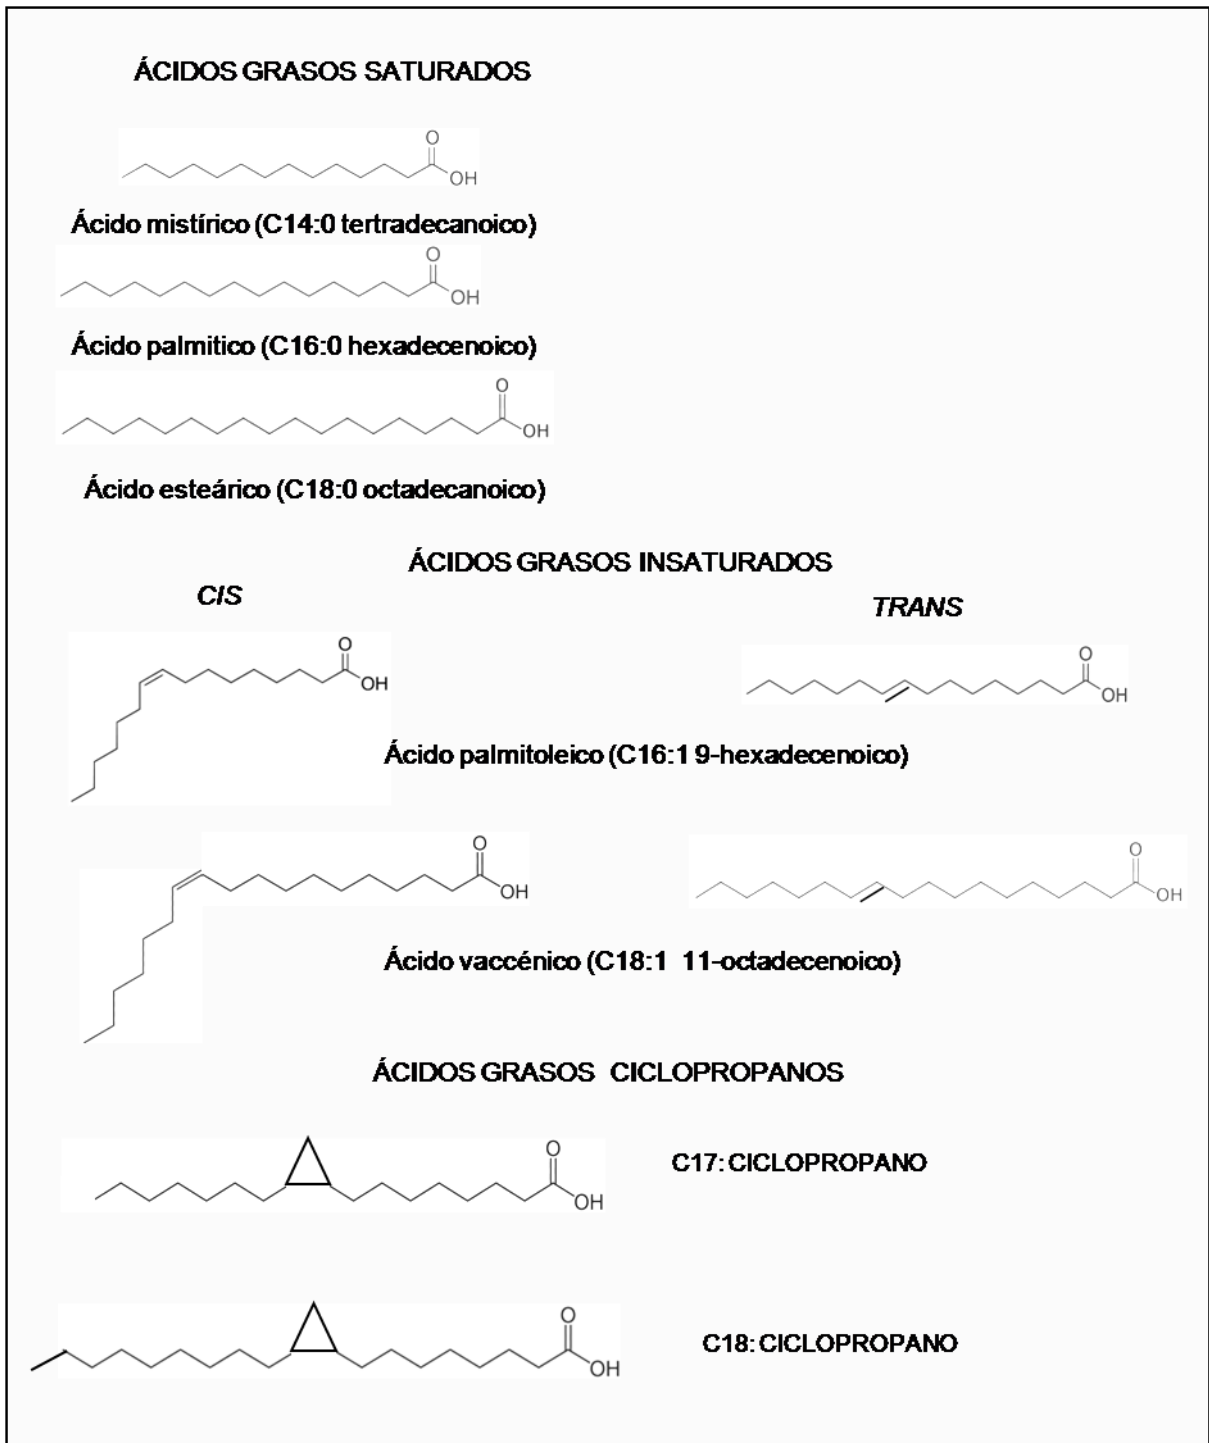 ÁCIDOS GRASOS SATURADOS
O
OH
Ácido mistírico (C14:0 tertradecanoico)
O
OH
Ácido palmitico (C16:0 hexadecenoico)
O
OH
Ácido esteárico (C18:0 octadecanoico)
ÁCIDOS GRASOS INSATURADOS
CIS
TRANS
O
OH
O
OH
Ácido palmitoleico (C16:1 9-hexadecenoico)
O
OH
O
OH
Ácido vaccénico (C18:1 11-octadecenoico)
ÁCIDOS GRASOS CICLOPROPANOS
O
OH
C17: CICLOPROPANO
O
OH
C18: CICLOPROPANO